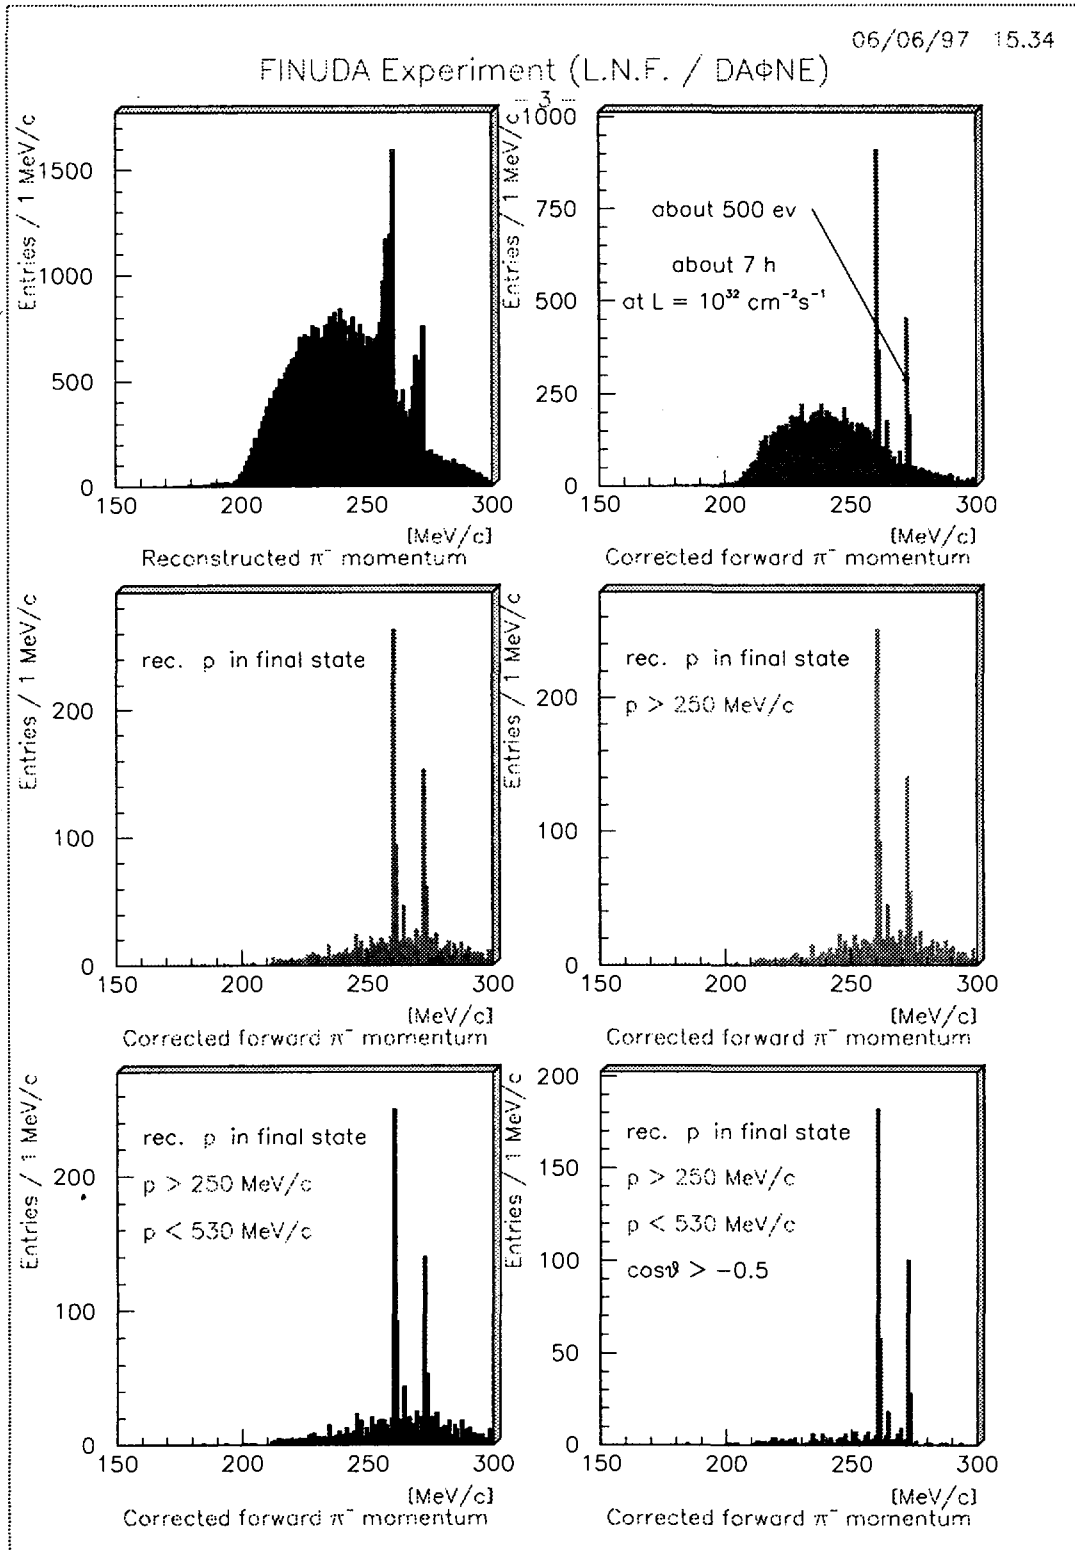 06/06/97 15.34
FINUDA Experiment (L.N.F. / DAΦNE)
— 3 —
Entries / 1 MeV/c
1500
1000
500
0
150 200 250 300
[MeV/c]
Reconstructed π⁻ momentum
Entries / 1 MeV/c
1000
750
500
250
0
about 500 ev
about 7 h
at L = 10³² cm⁻²s⁻¹
150 200 250 300
[MeV/c]
Corrected forward π⁻ momentum
Entries / 1 MeV/c
200
100
0
rec. p in final state
150 200 250 300
[MeV/c]
Corrected forward π⁻ momentum
Entries / 1 MeV/c
200
100
0
rec. p in final state
p > 250 MeV/c
150 200 250 300
[MeV/c]
Corrected forward π⁻ momentum
Entries / 1 MeV/c
200
100
0
rec. p in final state
p > 250 MeV/c
p < 530 MeV/c
150 200 250 300
[MeV/c]
Corrected forward π⁻ momentum
Entries / 1 MeV/c
200
150
100
50
0
rec. p in final state
p > 250 MeV/c
p < 530 MeV/c
cosϑ > −0.5
150 200 250 300
[MeV/c]
Corrected forward π⁻ momentum